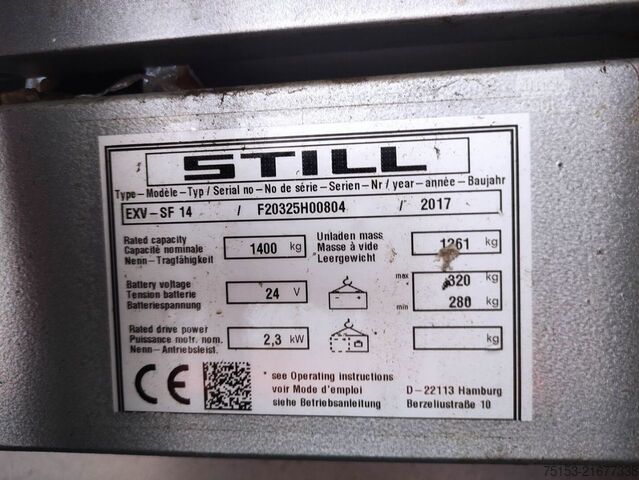 STILL
Type – Modèle – Typ / Serial no – No de série – Serien – Nr / year – année – Baujahr
EXV – SF 14 / F20325H00804 / 2017
Rated capacity
Capacité nominale
Nenn – Tragfähigkeit
1400 kg
Unladen mass
Masse à vide
Leergewicht
1261 kg
Battery voltage
Tension batterie
Batteriespannung
24 V
max 320 kg
min 280 kg
Rated drive power
Puissance motr. nom.
Nenn – Antriebsleist.
2,3 kW
kg
CE
* see Operating instructions
voir Mode d'emploi
siehe Betriebsanleitung
D – 22113 Hamburg
Berzeliustraße 10
75153-21677338